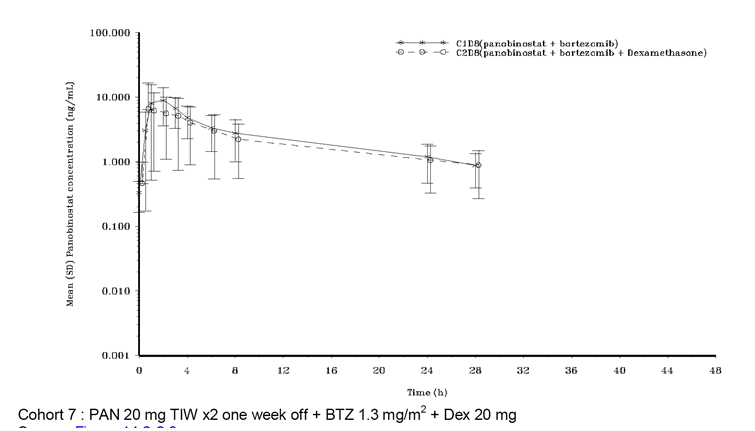 100.000
C1D8(panobinostat + bortezomib)
C2D8(panobinostat + bortezomib + Dexamethasone)
10.000
1.000
0.100
0.010
0.001
Mean (SD) Panobinostat concentration (ng/mL)
0 4 8 12 16 20 24 28 32 36 40 44 48
Time (h)
Cohort 7 : PAN 20 mg TIW x2 one week off + BTZ 1.3 mg/m² + Dex 20 mg